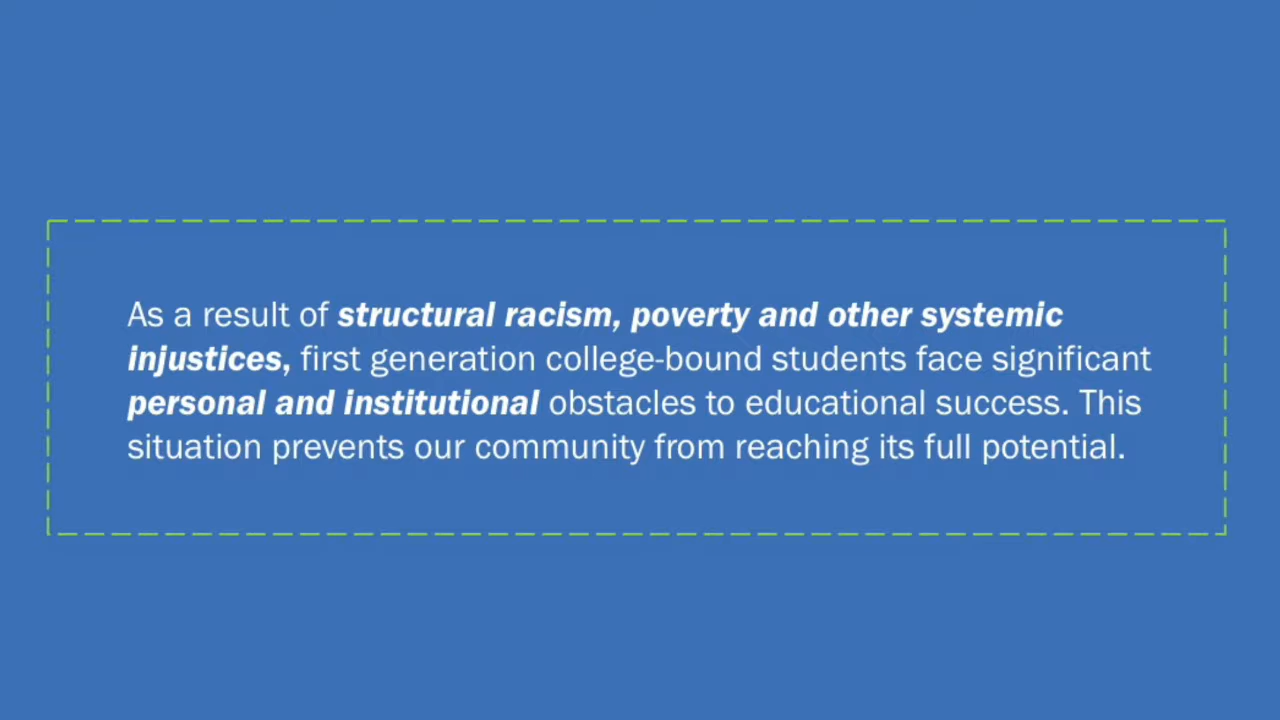 As a result of structural racism, poverty and other systemic
injustices, first generation college-bound students face significant
personal and institutional obstacles to educational success. This
situation prevents our community from reaching its full potential.